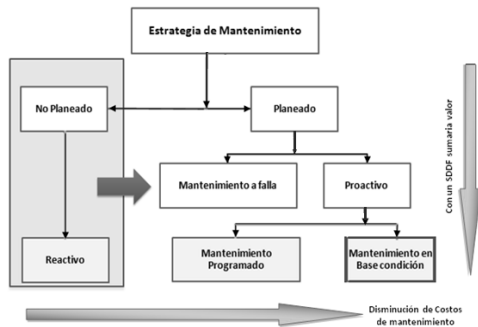 Estrategia de Mantenimiento
No Planeado
Planeado
Mantenimiento a falla
Proactivo
Reactivo
Mantenimiento
Programado
Mantenimiento en
Base condición
Con un SDDF sumaria valor
Disminución de Costos
de mantenimiento